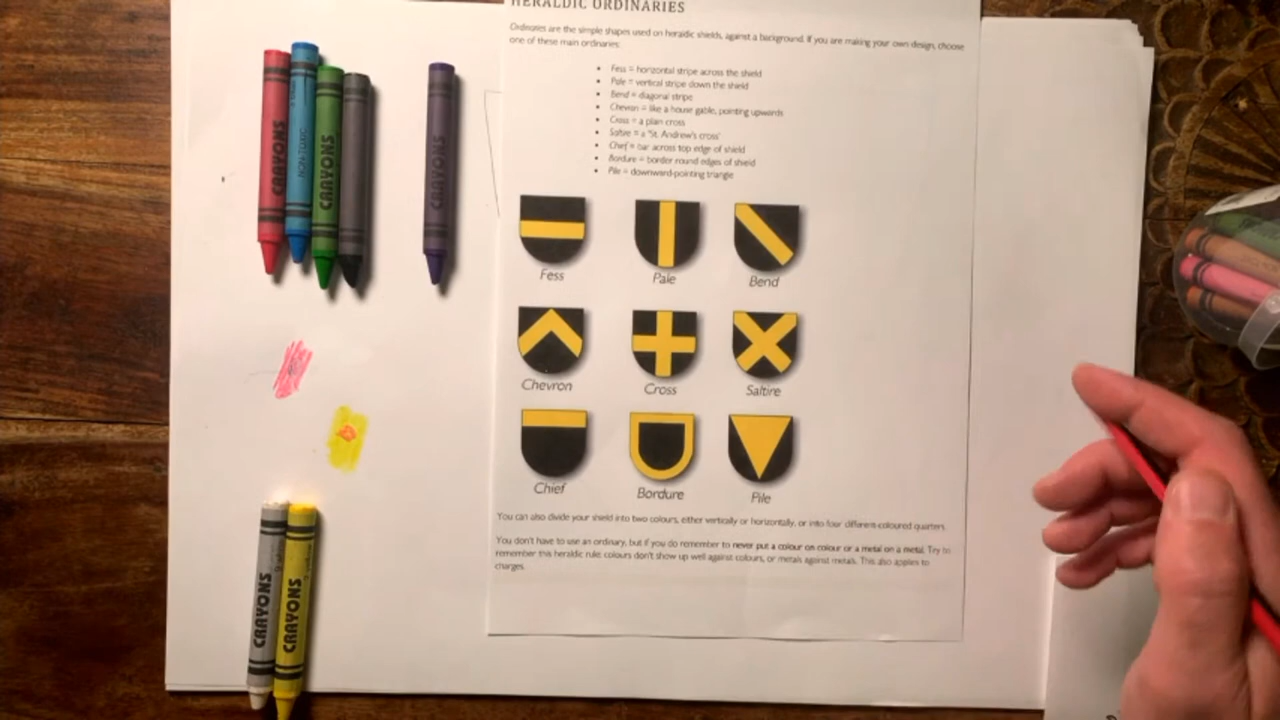 HERALDIC ORDINARIES
Ordinaries are the simple shapes used on heraldic shields, against a background. If you are making your own design, choose
one of these main ordinaries:
• Fess = horizontal stripe across the shield
• Pale = vertical stripe down the shield
• Bend = diagonal stripe
• Chevron = like a house gable, pointing upwards
• Cross = a plain cross
• Saltire = a 'St. Andrew's cross'
• Chief = bar across top edge of shield
• Bordure = border round edges of shield
• Pile = downward-pointing triangle
Fess Pale Bend
Chevron Cross Saltire
Chief Bordure Pile
You can also divide your shield into two colours, either vertically or horizontally, or into four different-coloured quarters.
You don't have to use an ordinary, but if you do remember to never put a colour on colour or a metal on a metal. Try to
remember this heraldic rule: colours don't show up well against colours, or metals against metals. This also applies to
charges.
CRAYONS
NON-TOXIC
CRAYONS
CRAYONS
CRAYONS
CRAYONS